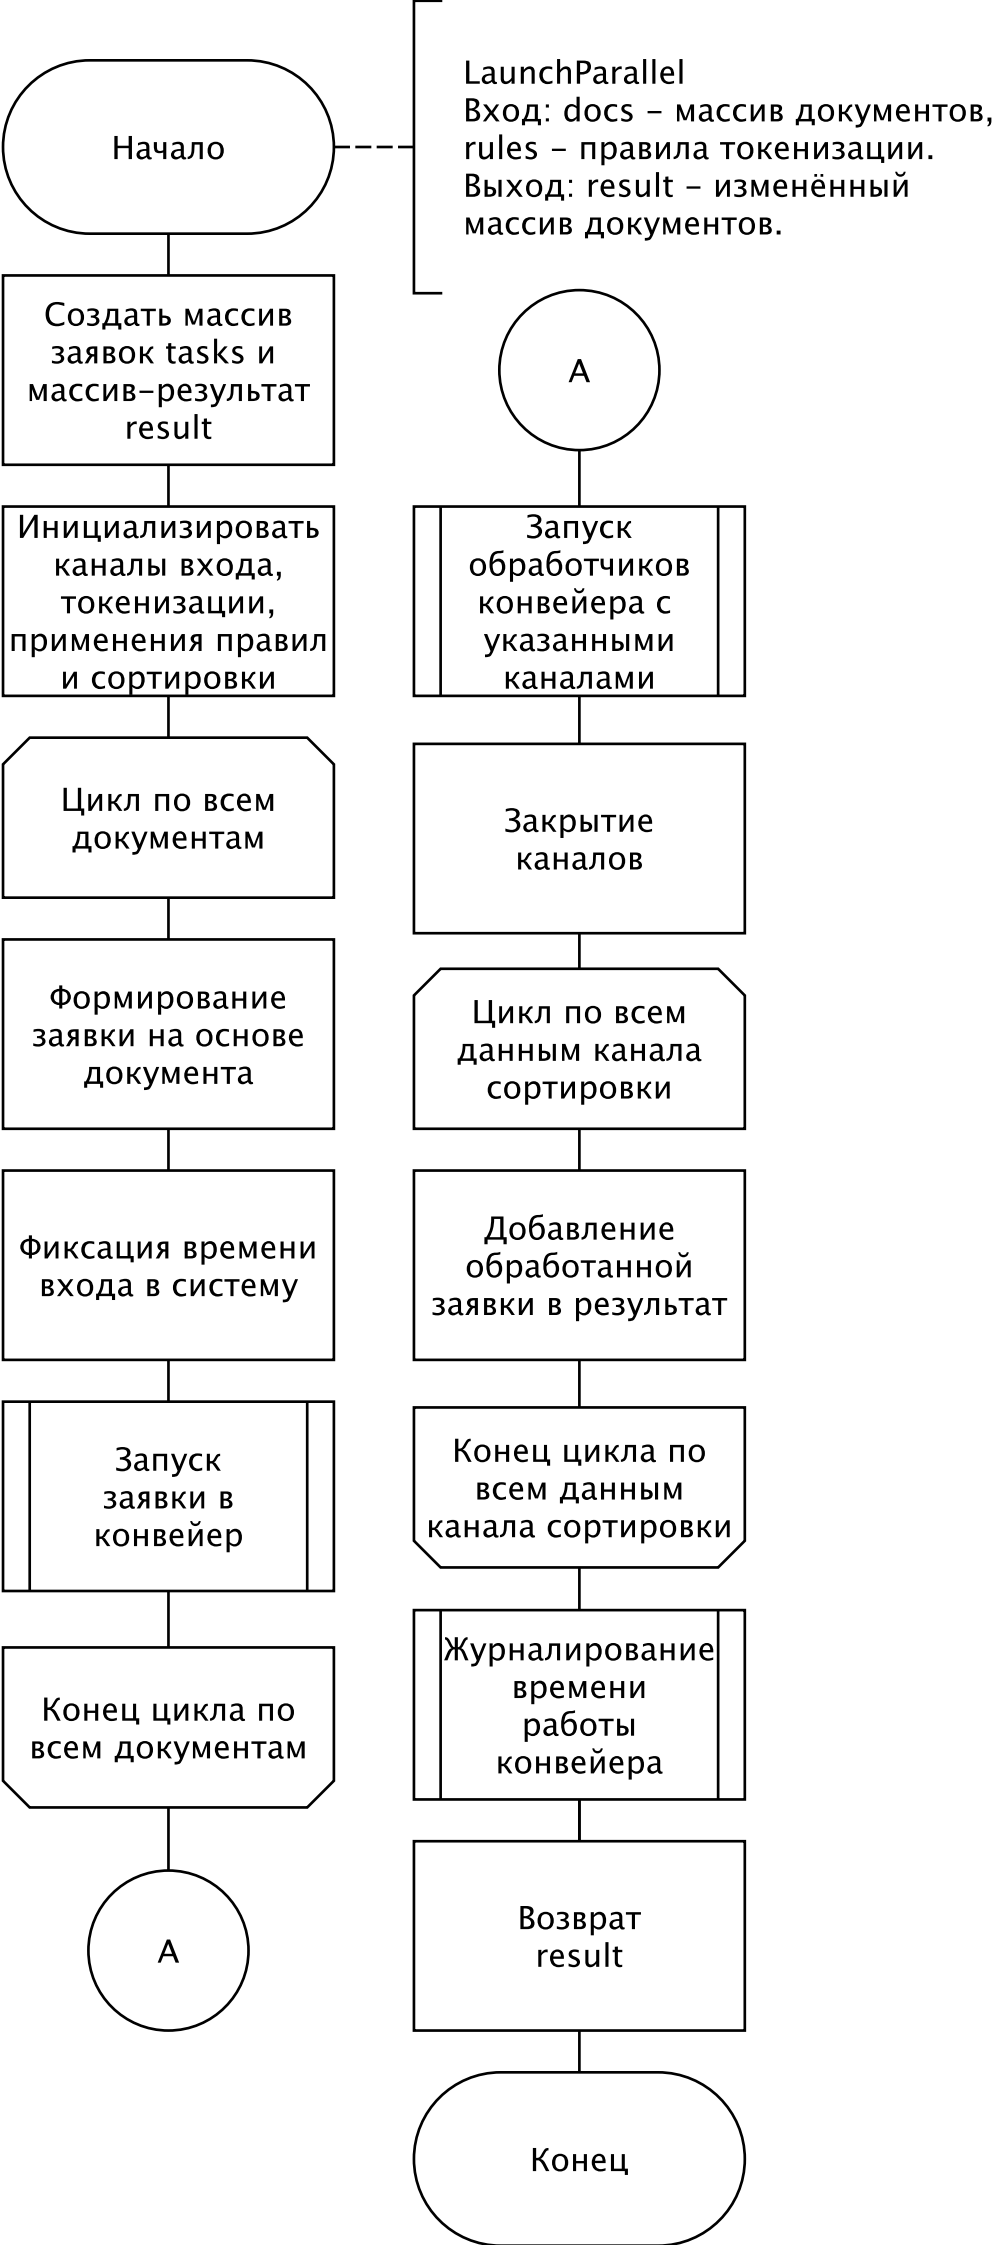 Начало
LaunchParallel
Вход: docs – массив документов,
rules – правила токенизации.
Выход: result – изменённый
массив документов.
Создать массив
заявок tasks и
массив–результат
result
Инициализировать
каналы входа,
токенизации,
применения правил
и сортировки
Цикл по всем
документам
Формирование
заявки на основе
документа
Фиксация времени
входа в систему
Запуск
заявки в
конвейер
Конец цикла по
всем документам
А
А
Запуск
обработчиков
конвейера с
указанными
каналами
Закрытие
каналов
Цикл по всем
данным канала
сортировки
Добавление
обработанной
заявки в результат
Конец цикла по
всем данным
канала сортировки
Журналирование
времени
работы
конвейера
Возврат
result
Конец